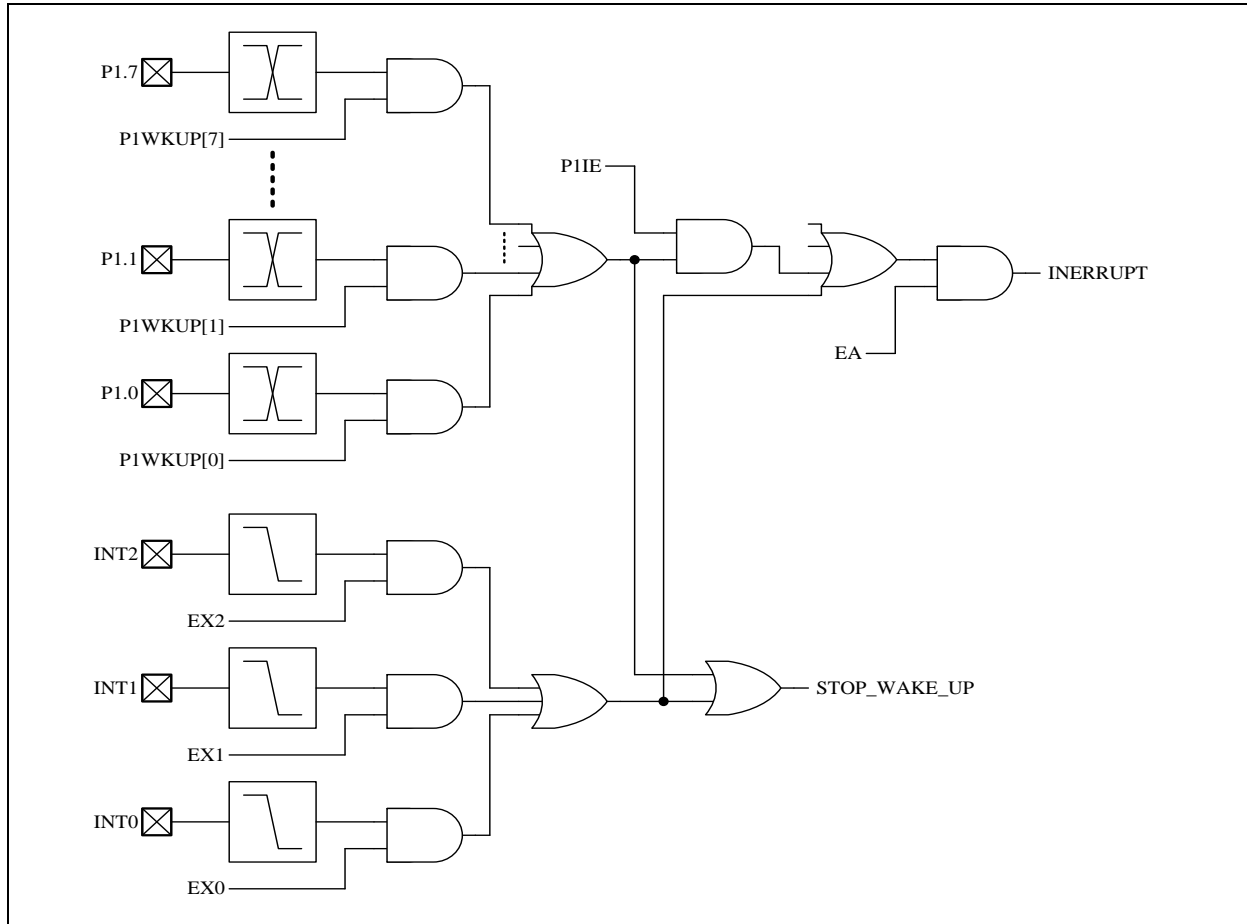 P1.7
P1WKUP[7]
P1IE
P1.1
INERRUPT
P1WKUP[1]
EA
P1.0
P1WKUP[0]
INT2
EX2
INT1
STOP_WAKE_UP
EX1
INT0
EX0